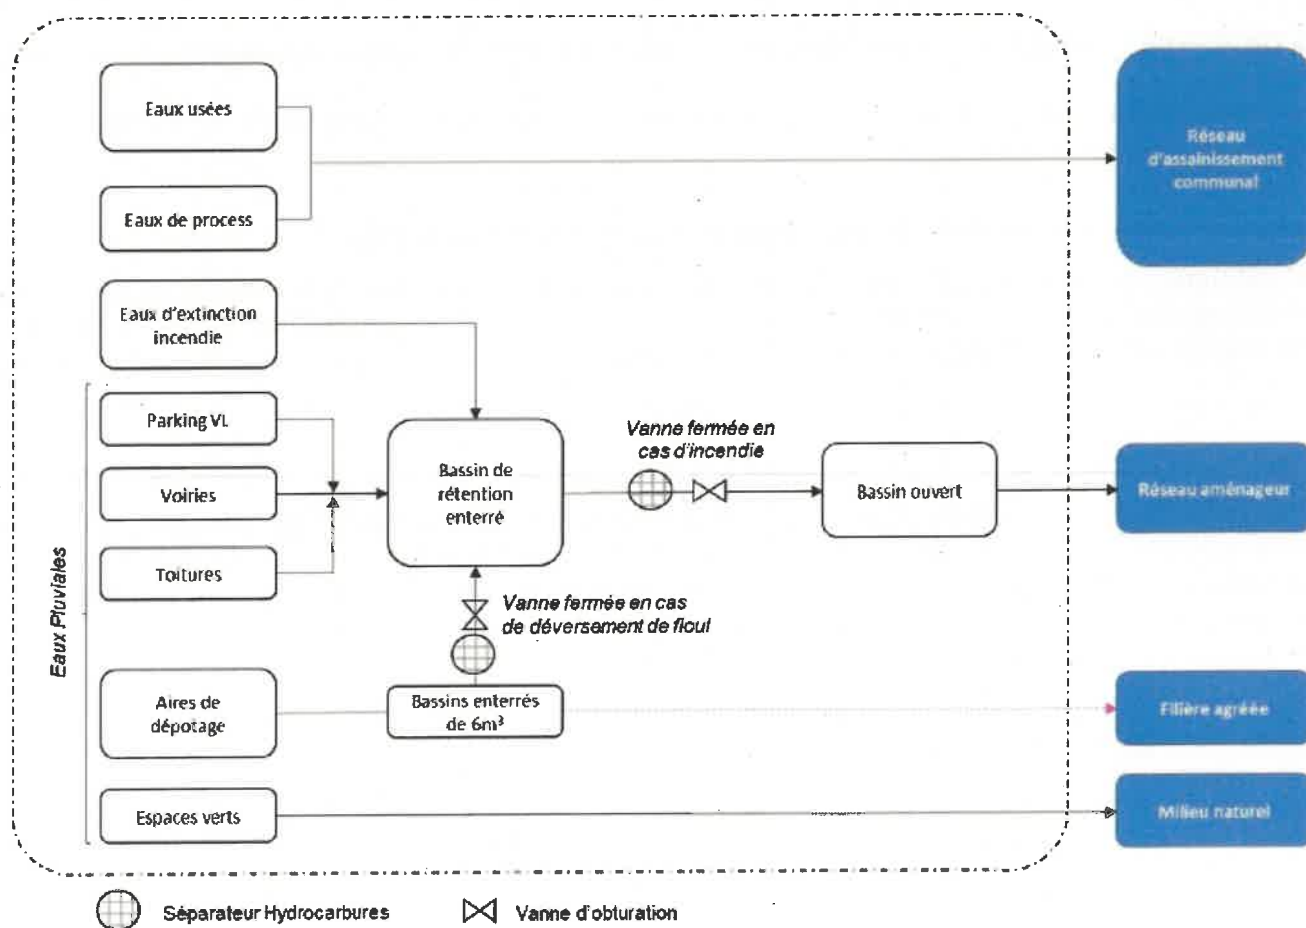 Eaux usées
Réseau
d'assainissement
communal
Eaux de process
Eaux d'extinction
incendie
Eaux Pluviales
Parking VL
Voiries
Toitures
Bassin de
rétention
enterré
Vanne fermée en
cas d'incendie
Bassin ouvert
Réseau aménageur
Vanne fermée en cas
de déversement de fioul
Aires de
dépotage
Bassins enterrés
de 6m³
Filière agréée
Espaces verts
Milieu naturel
Séparateur Hydrocarbures
Vanne d'obturation